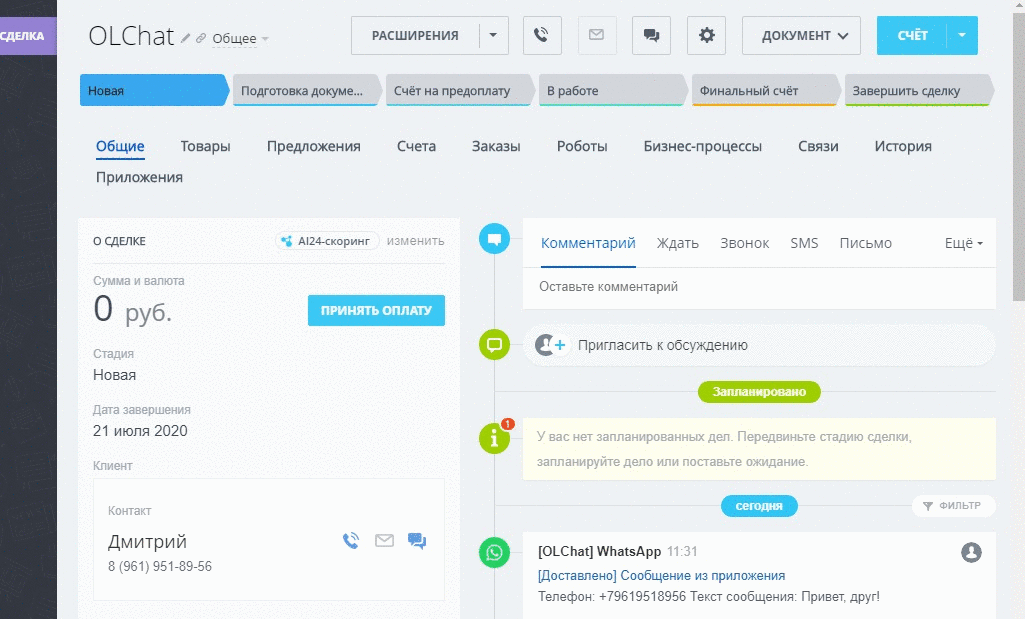 СДЕЛКА
OLChat Общее
РАСШИРЕНИЯ
ДОКУМЕНТ
СЧЁТ
Новая
Подготовка докуме...
Счёт на предоплату
В работе
Финальный счёт
Завершить сделку
Общие Товары Предложения Счета Заказы Роботы Бизнес-процессы Связи История
Приложения
О СДЕЛКЕ
AI24-скоринг
изменить
Сумма и валюта
0 руб.
ПРИНЯТЬ ОПЛАТУ
Стадия
Новая
Дата завершения
21 июля 2020
Клиент
Контакт
Дмитрий
8 (961) 951-89-56
Комментарий Ждать Звонок SMS Письмо Ещё
Оставьте комментарий
Пригласить к обсуждению
Запланировано
1
У вас нет запланированных дел. Передвиньте стадию сделки,
запланируйте дело или поставьте ожидание.
сегодня
ФИЛЬТР
[OLChat] WhatsApp 11:31
[Доставлено] Сообщение из приложения
Телефон: +79619518956 Текст сообщения: Привет, друг!